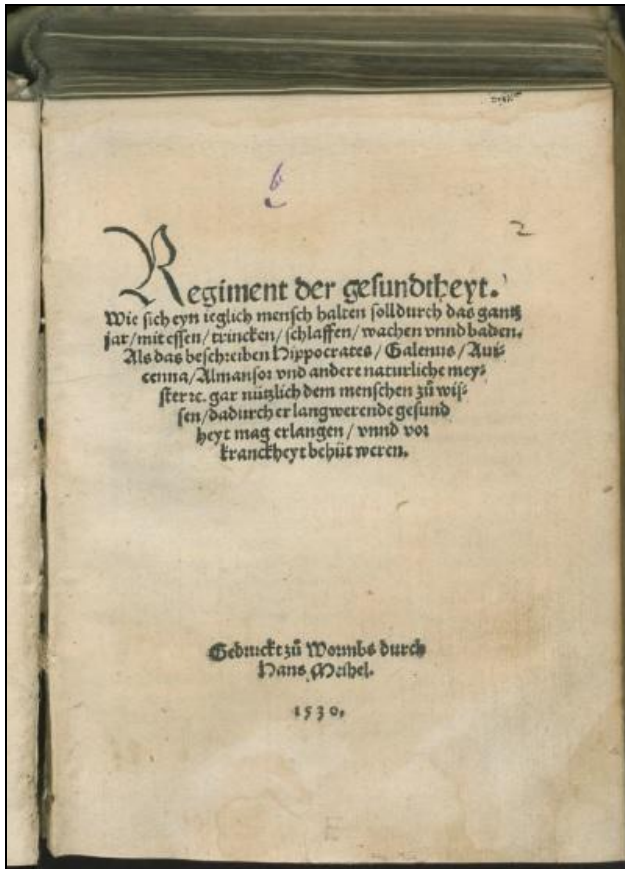 2
Regiment der gesundtheyt.
Wie sich eyn ieglich mensch halten soll durch das gantz
jar/mit essen/trincken/schlaffen/wachen vnnd baden.
Als das beschreiben Hippocrates/Galenus/Aui-
cenna/Almansor vnd andere naturliche mey-
ster ꝛc. gar nützlich dem menschen zů wis-
sen/dadurch er langwerende gesund
heyt mag erlangen/vnnd vor
kranckheyt behüt weren.
Gedruckt zů Wormbs durch
Hans Meihel.
1530.